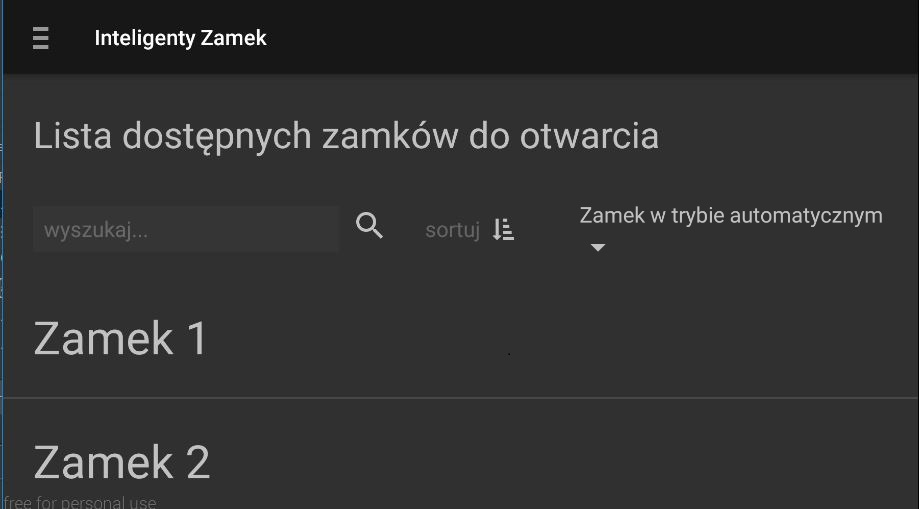 Inteligenty Zamek
Lista dostępnych zamków do otwarcia
wyszukaj...
sortuj
Zamek w trybie automatycznym
Zamek 1
Zamek 2
free for personal use